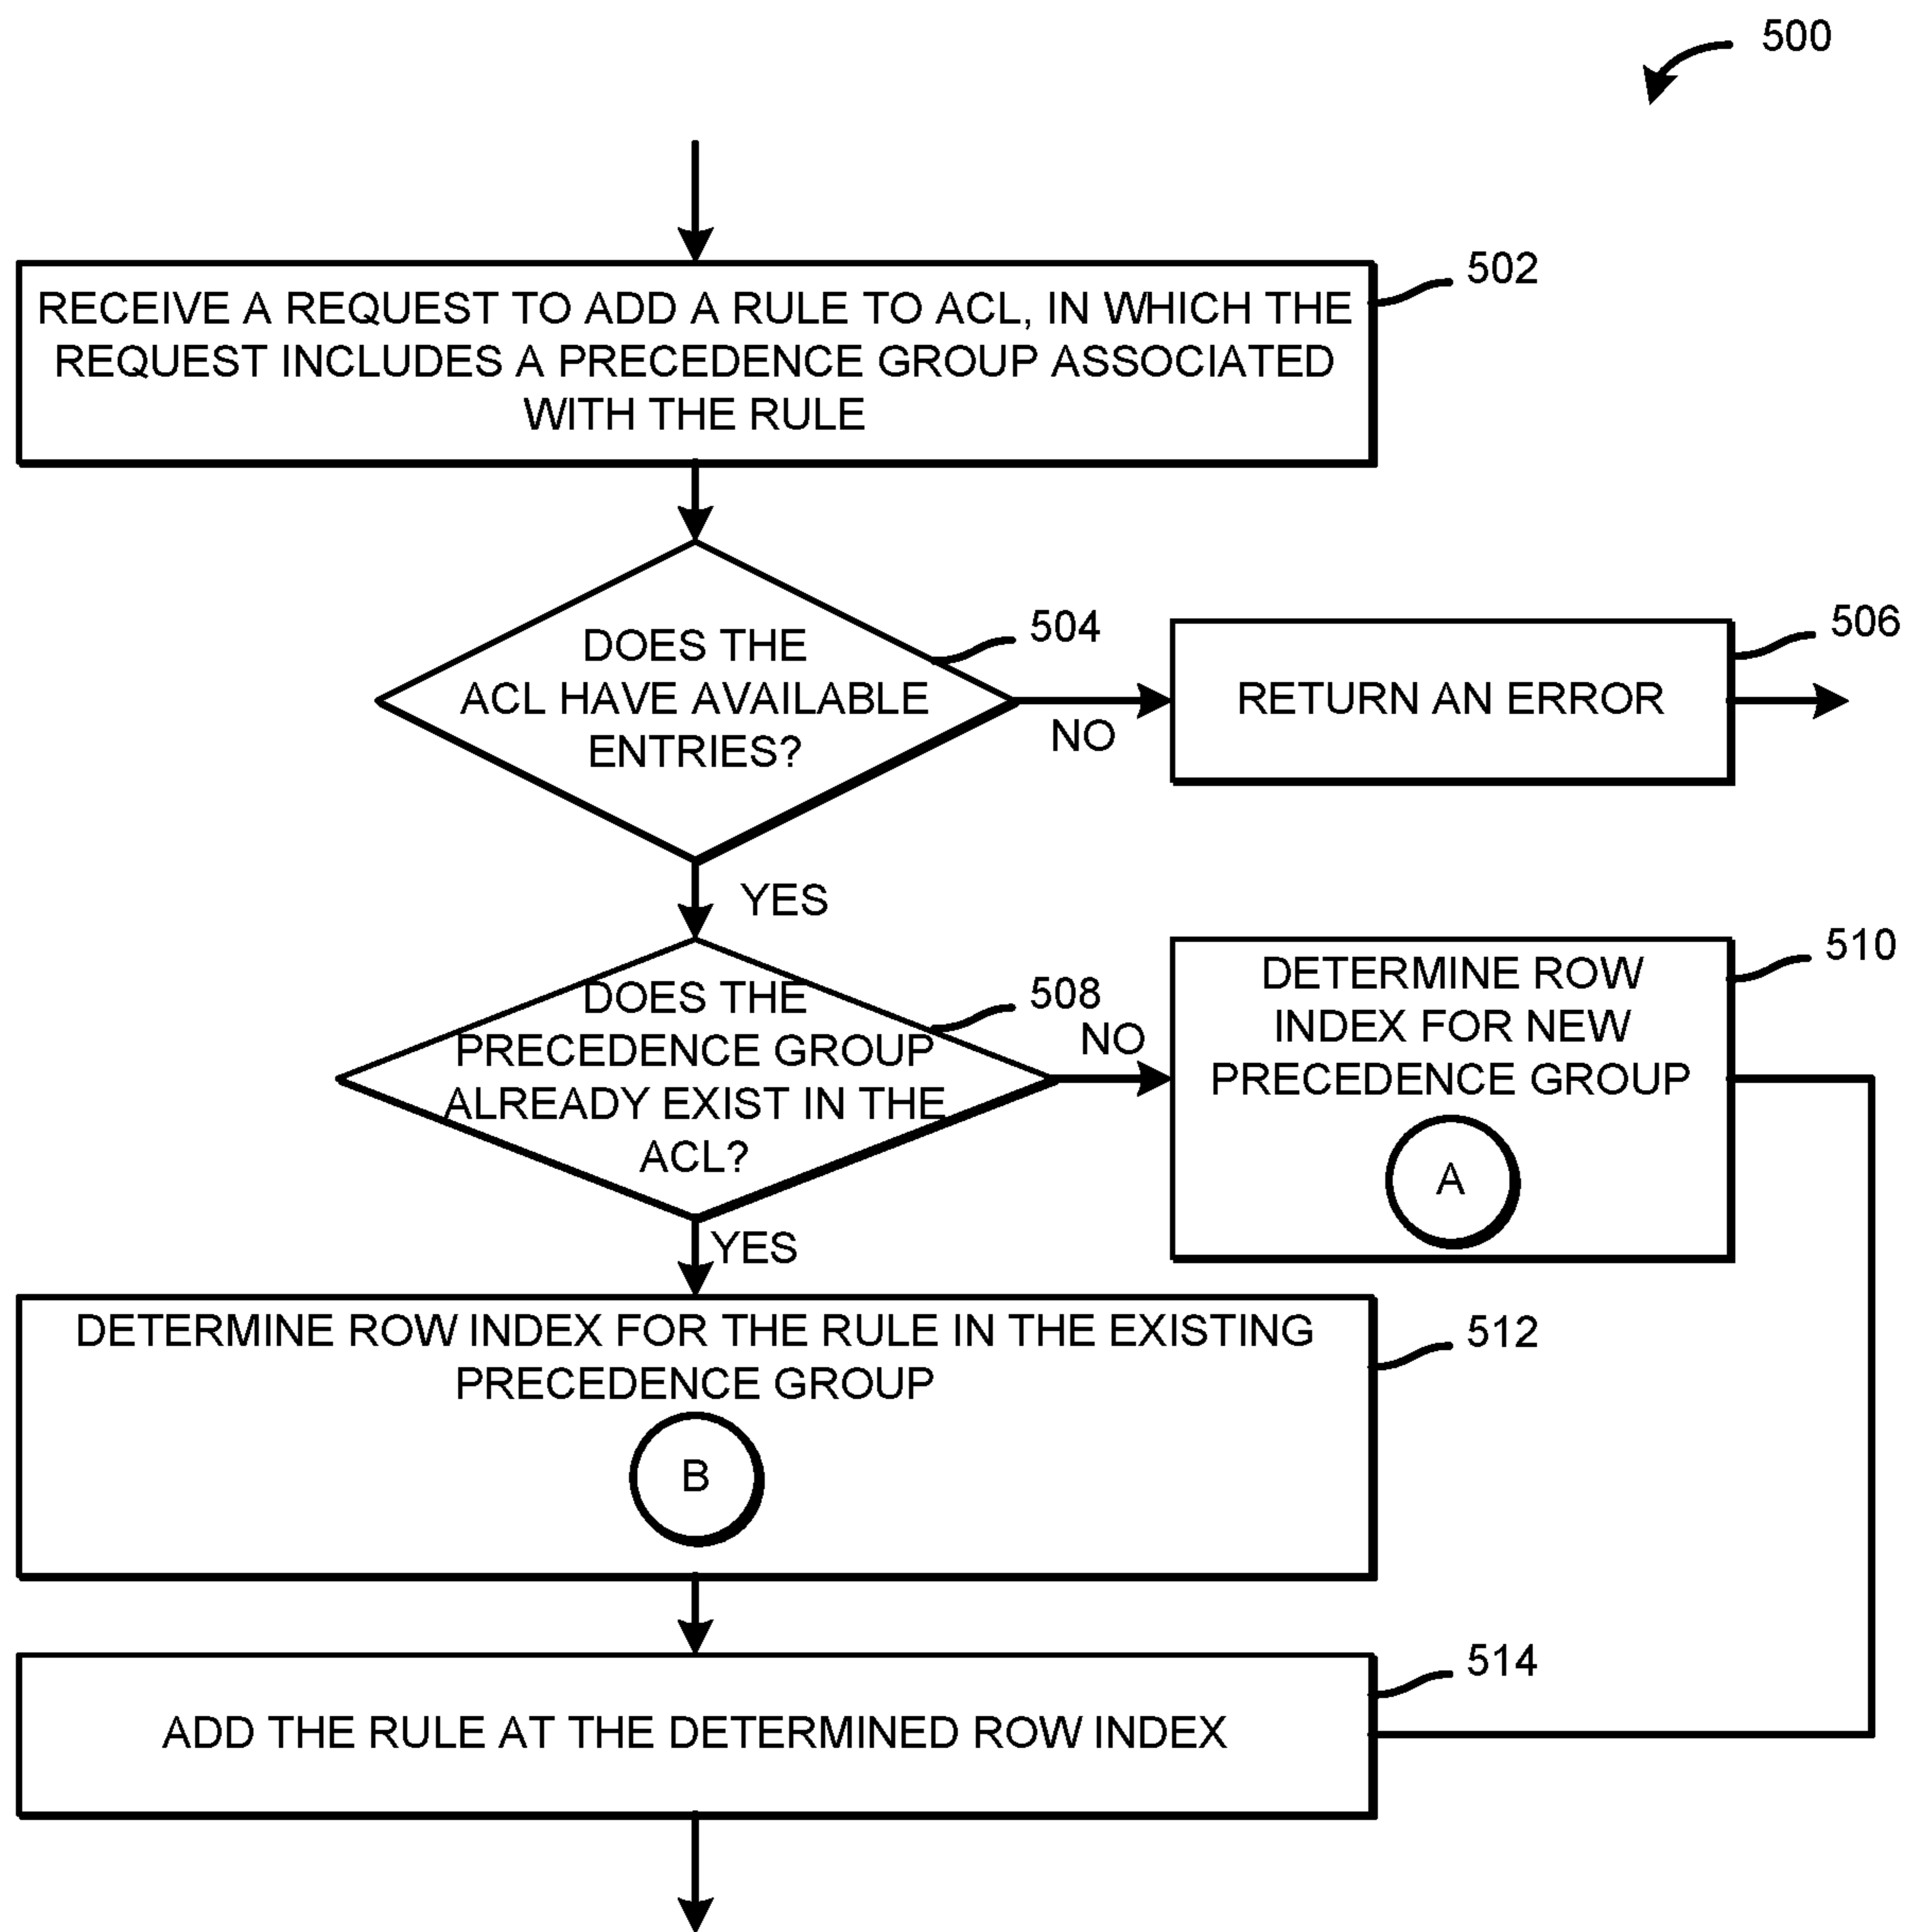 500
RECEIVE A REQUEST TO ADD A RULE TO ACL, IN WHICH THE
REQUEST INCLUDES A PRECEDENCE GROUP ASSOCIATED
WITH THE RULE
502
DOES THE
ACL HAVE AVAILABLE
ENTRIES?
504
NO
RETURN AN ERROR
506
YES
DOES THE
PRECEDENCE GROUP
ALREADY EXIST IN THE
ACL?
508
NO
DETERMINE ROW
INDEX FOR NEW
PRECEDENCE GROUP
A
510
YES
DETERMINE ROW INDEX FOR THE RULE IN THE EXISTING
PRECEDENCE GROUP
B
512
ADD THE RULE AT THE DETERMINED ROW INDEX
514